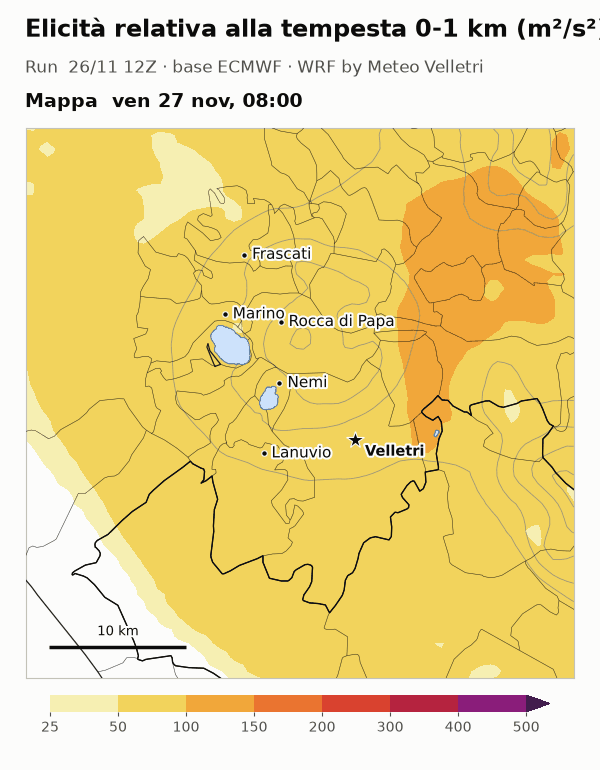 Elicità relativa alla tempesta 0-1 km (m²/s²)
Run 26/11 12Z · base ECMWF · WRF by Meteo Velletri
Mappa ven 27 nov, 08:00
Frascati
Marino
Rocca di Papa
Nemi
Velletri
Lanuvio
10 km
25 50 100 150 200 300 400 500